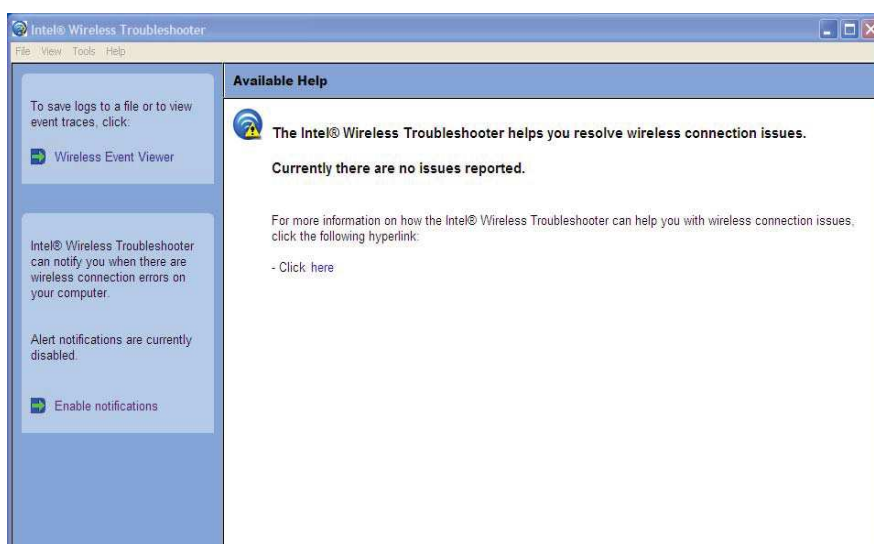 Intel® Wireless Troubleshooter
File View Tools Help
To save logs to a file or to view
event traces, click:
Wireless Event Viewer
Intel® Wireless Troubleshooter
can notify you when there are
wireless connection errors on
your computer.
Alert notifications are currently
disabled.
Enable notifications
Available Help
The Intel® Wireless Troubleshooter helps you resolve wireless connection issues.
Currently there are no issues reported.
For more information on how the Intel® Wireless Troubleshooter can help you with wireless connection issues,
click the following hyperlink:
- Click here